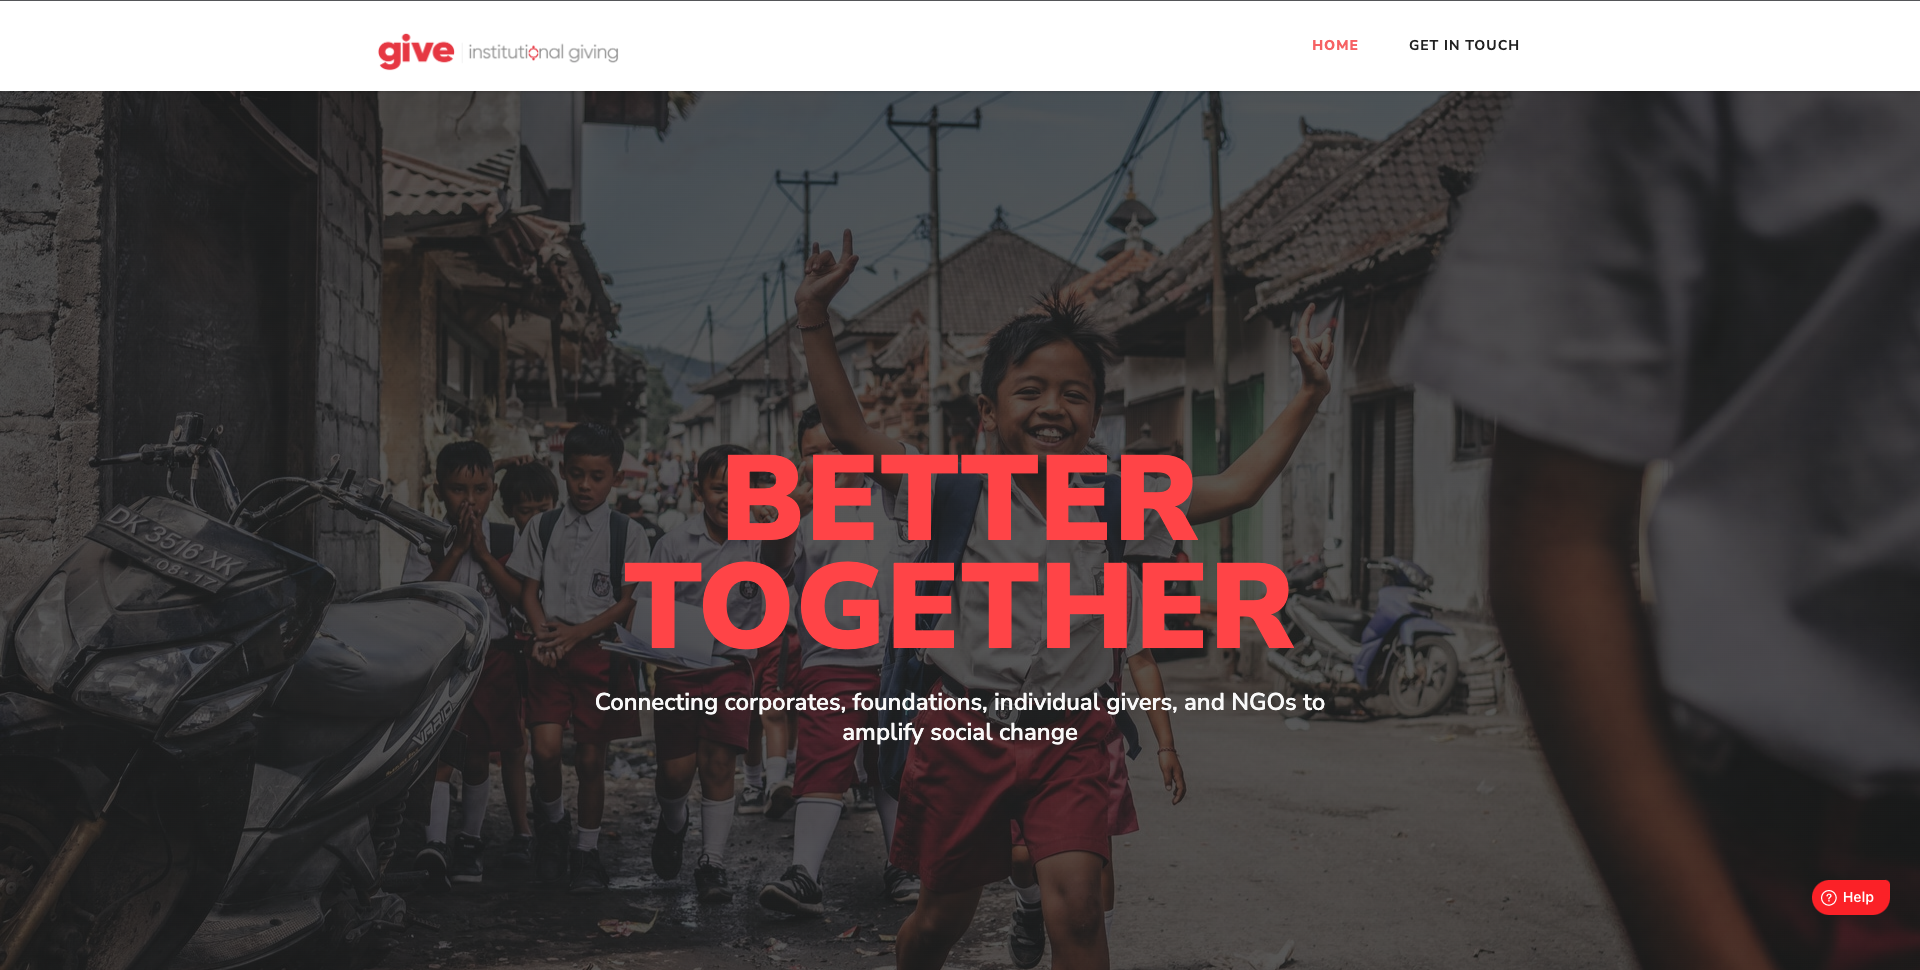 give institutional giving
HOME
GET IN TOUCH
DK 3516 XK
08·17
BETTER
TOGETHER
VARIO
Connecting corporates, foundations, individual givers, and NGOs to
amplify social change
Help